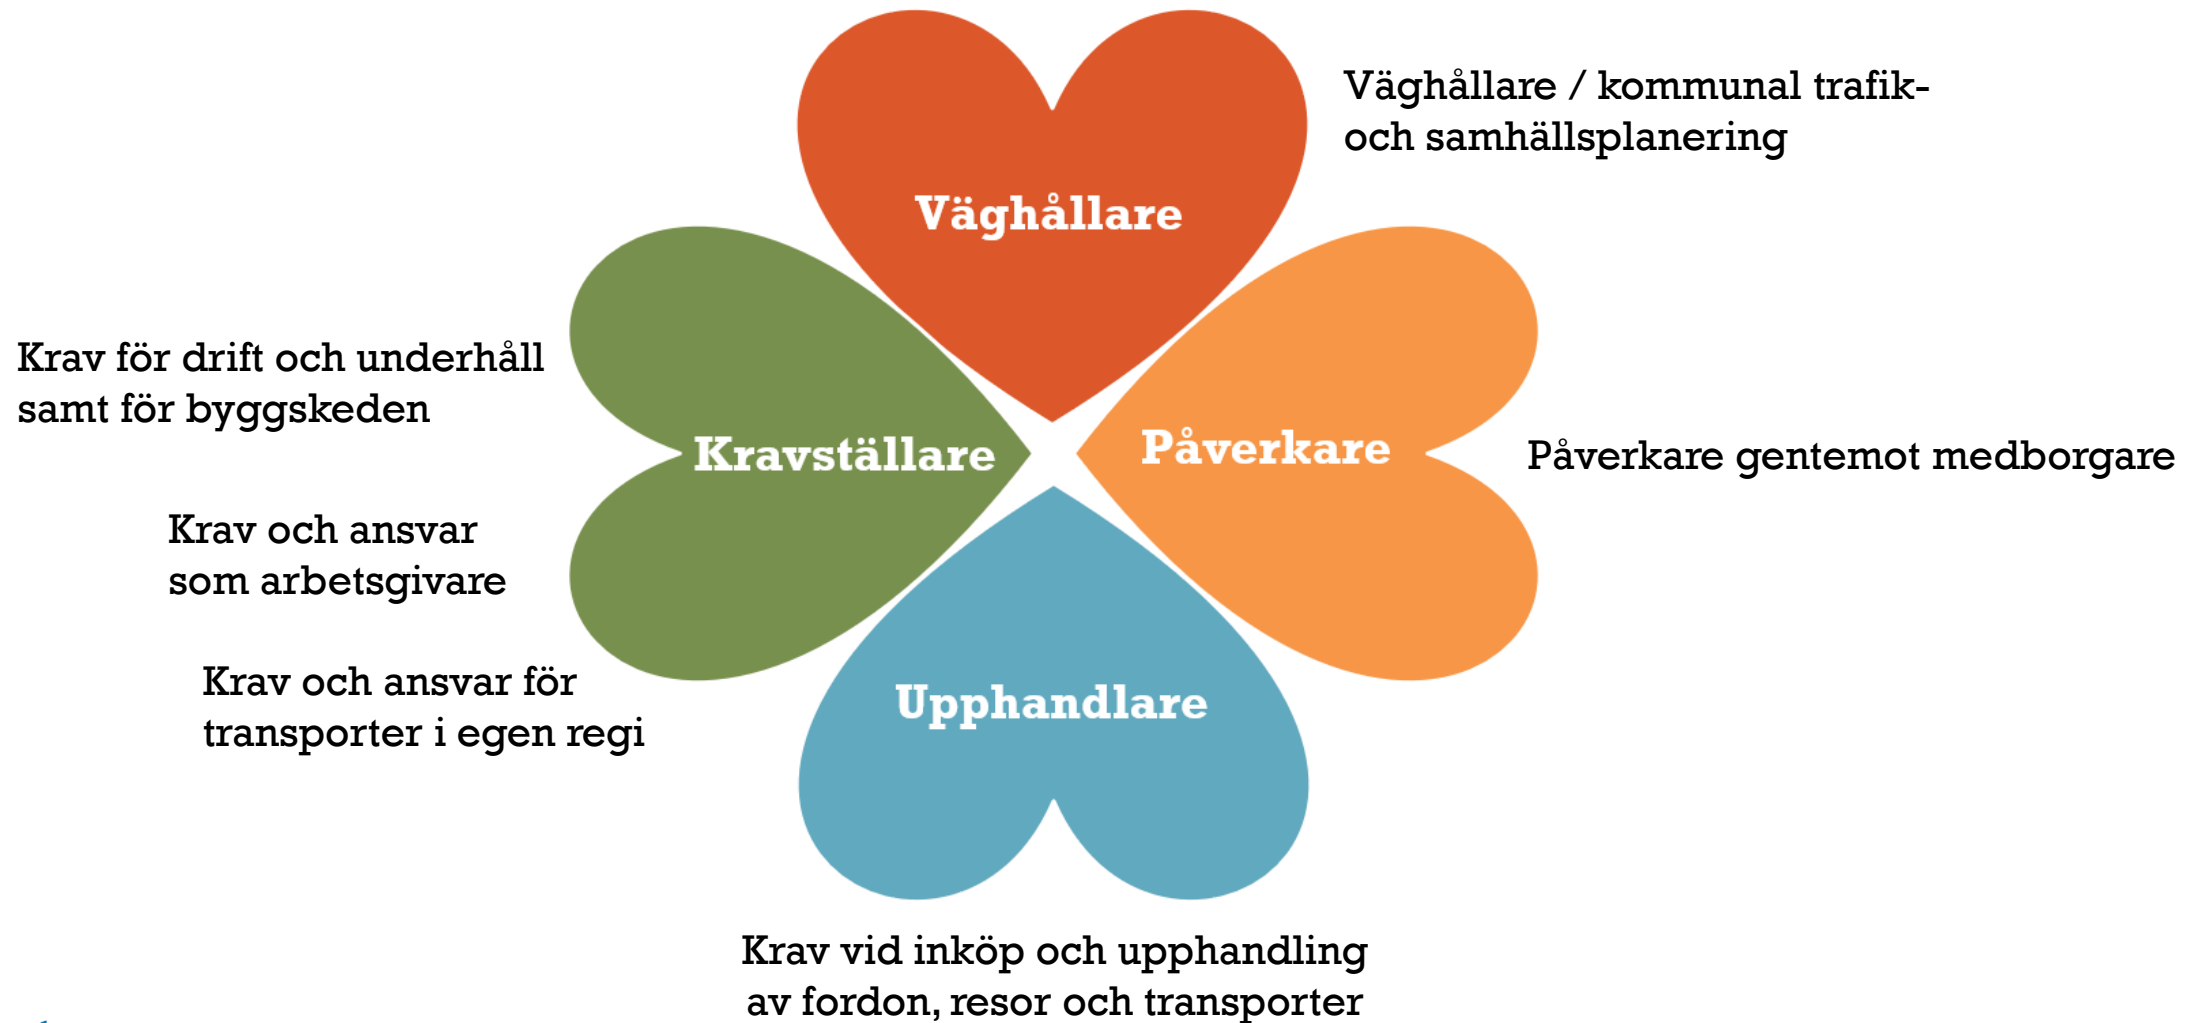 Väghållare / kommunal trafik-
och samhällsplanering
Väghållare
Krav för drift och underhåll
samt för byggskeden
Kravställare
Påverkare
Påverkare gentemot medborgare
Krav och ansvar
som arbetsgivare
Krav och ansvar för
transporter i egen regi
Upphandlare
Krav vid inköp och upphandling
av fordon, resor och transporter